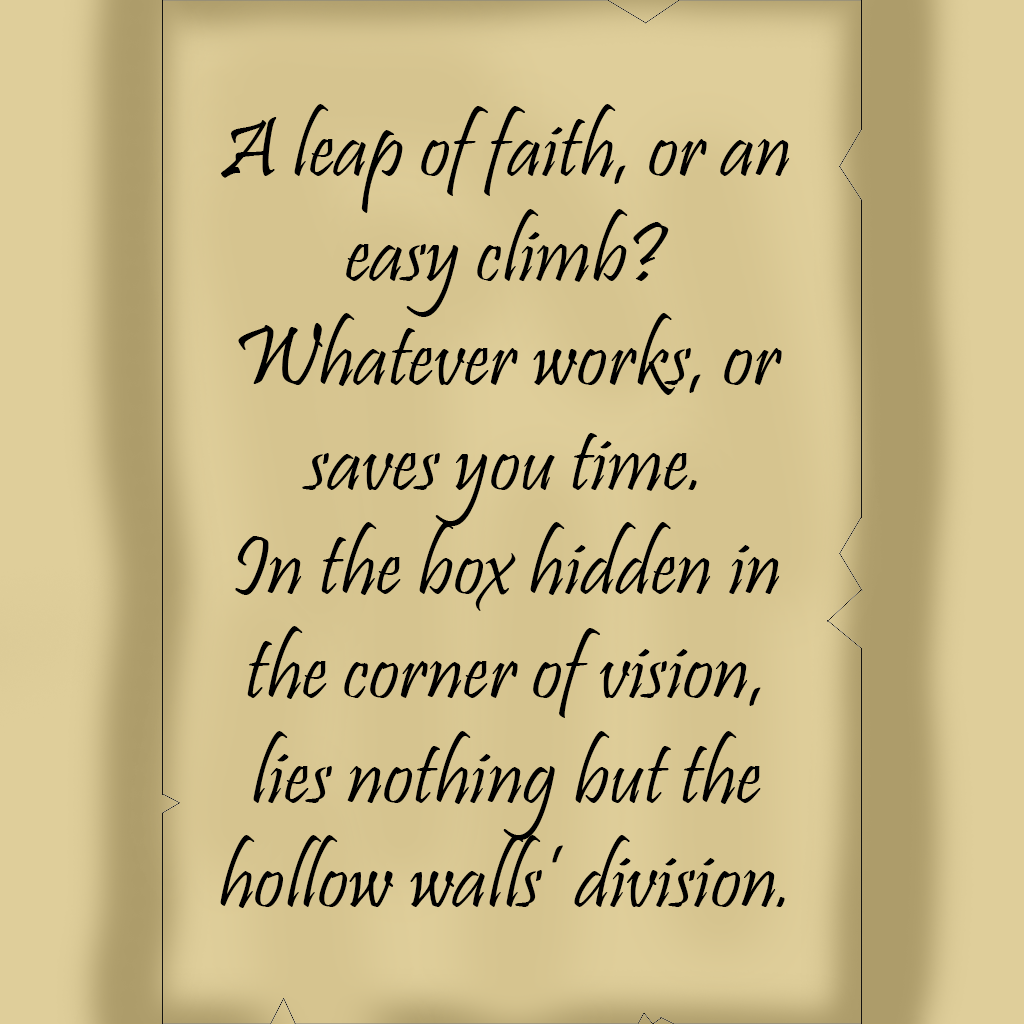 A leap of faith, or an
easy climb?
Whatever works, or
saves you time.
In the box hidden in
the corner of vision,
lies nothing but the
hollow walls' division.